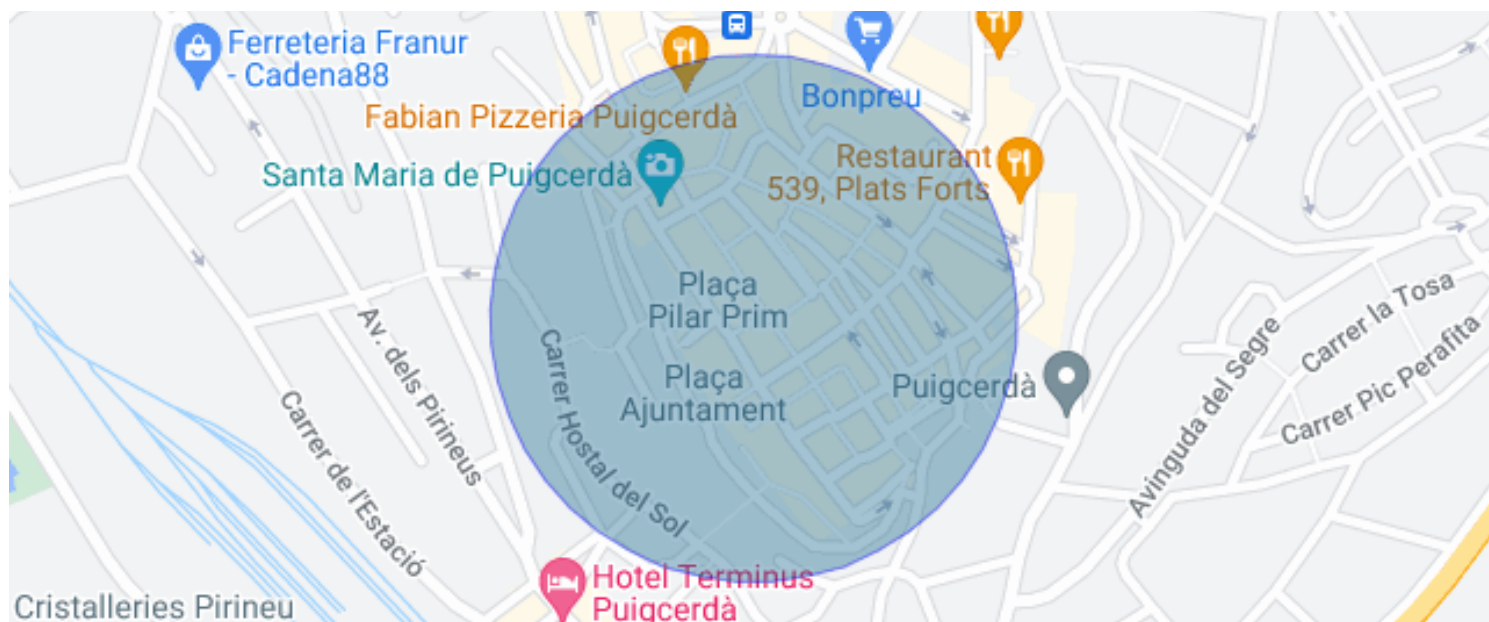 Ferreteria Franur
- Cadena88
Fabian Pizzeria Puigcerdà
Bonpreu
Santa Maria de Puigcerdà
Restaurant
539, Plats Forts
Plaça
Pilar Prim
Plaça
Ajuntament
Puigcerdà
Av. dels Pirineus
Carrer Hostal del Sol
Carrer de l'Estació
Avinguda del Segre
Carrer la Tosa
Carrer Pic Perafita
Hotel Terminus
Puigcerdà
Cristalleries Pirineu